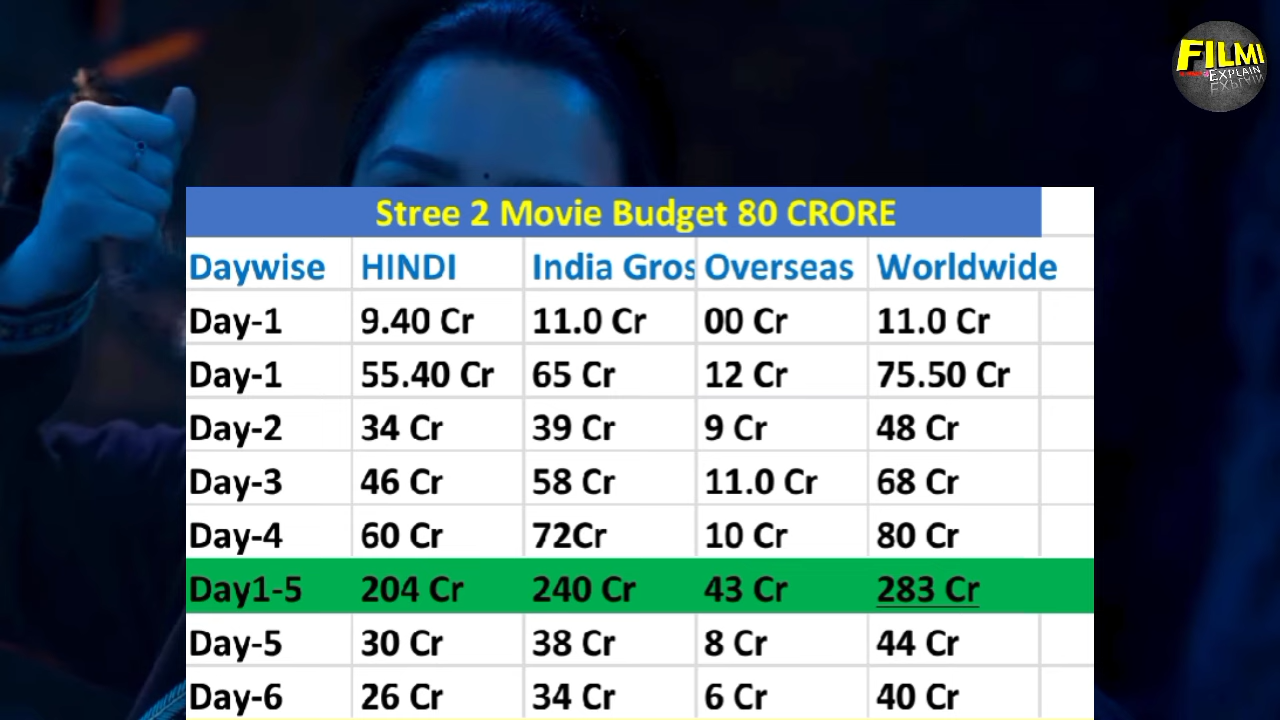 FILMI
EXPLAIN
Stree 2 Movie Budget 80 CRORE
Daywise HINDI India Gros Overseas Worldwide
Day-1 9.40 Cr 11.0 Cr 00 Cr 11.0 Cr
Day-1 55.40 Cr 65 Cr 12 Cr 75.50 Cr
Day-2 34 Cr 39 Cr 9 Cr 48 Cr
Day-3 46 Cr 58 Cr 11.0 Cr 68 Cr
Day-4 60 Cr 72Cr 10 Cr 80 Cr
Day1-5 204 Cr 240 Cr 43 Cr 283 Cr
Day-5 30 Cr 38 Cr 8 Cr 44 Cr
Day-6 26 Cr 34 Cr 6 Cr 40 Cr